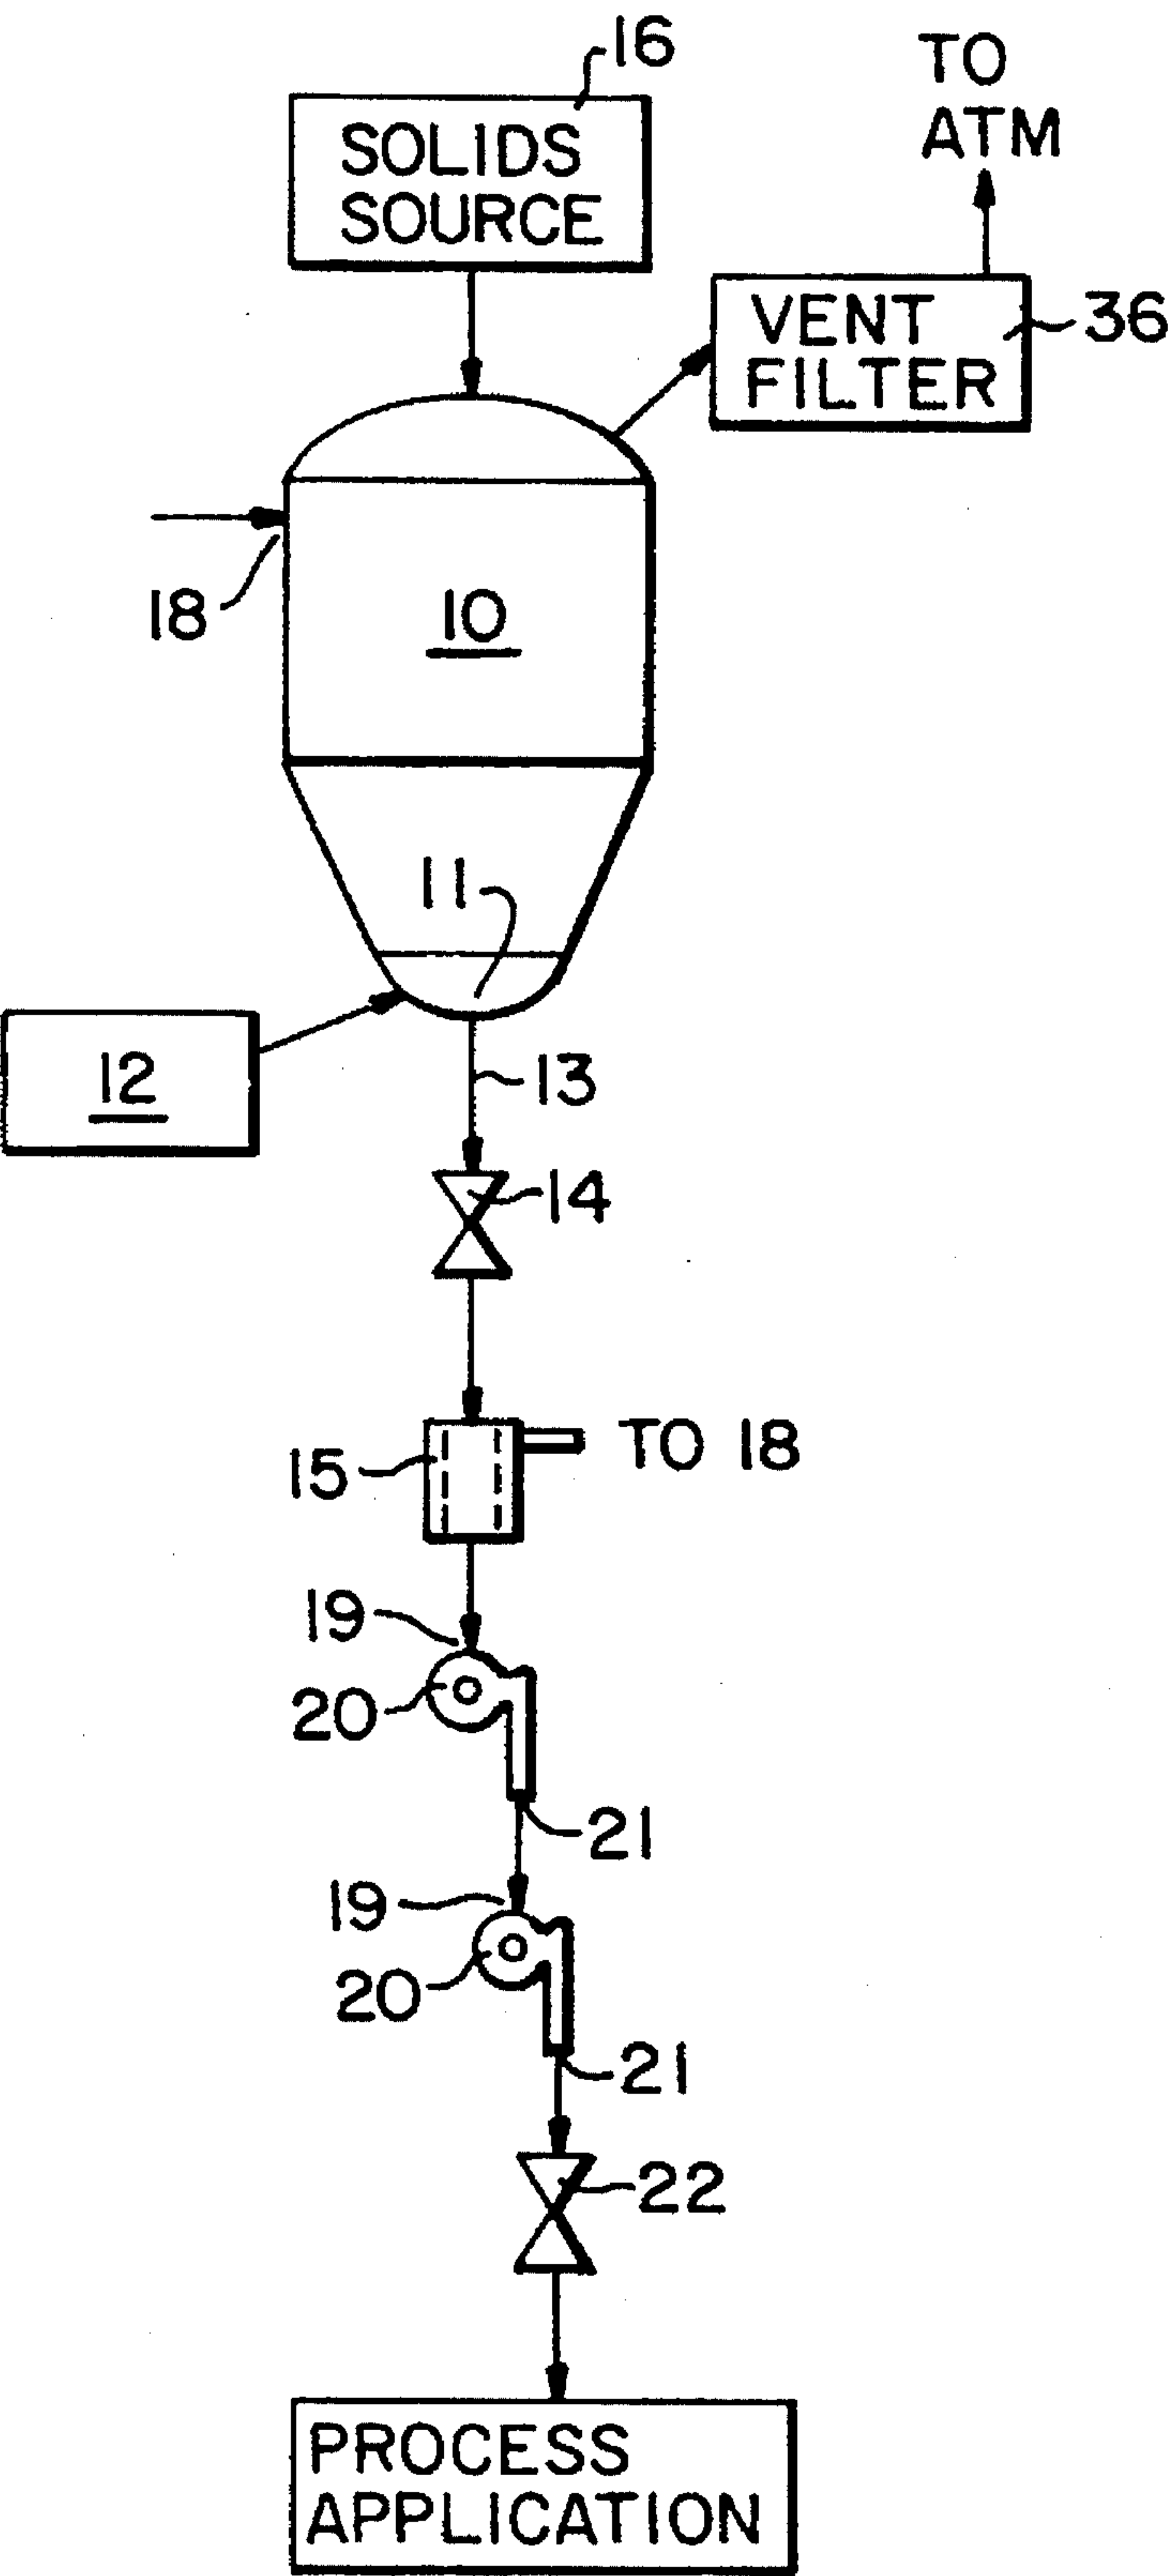 16
TO
ATM
SOLIDS
SOURCE
VENT
FILTER
36
18
10
11
12
13
14
15
TO 18
19
20
21
19
20
21
22
PROCESS
APPLICATION